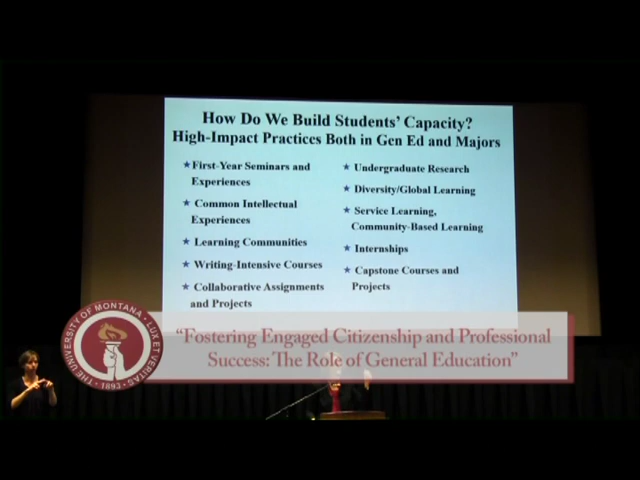 How Do We Build Students' Capacity?
High-Impact Practices Both in Gen Ed and Majors
★First-Year Seminars and
Experiences
★ Common Intellectual
Experiences
★ Learning Communities
★ Writing-Intensive Courses
★ Collaborative Assignments
and Projects
★ Undergraduate Research
★ Diversity/Global Learning
★ Service Learning,
Community-Based Learning
★ Internships
★ Capstone Courses and
Projects
THE UNIVERSITY OF MONTANA · LUX ET VERITAS
· 1893 ·
“Fostering Engaged Citizenship and Professional
Success: The Role of General Education”